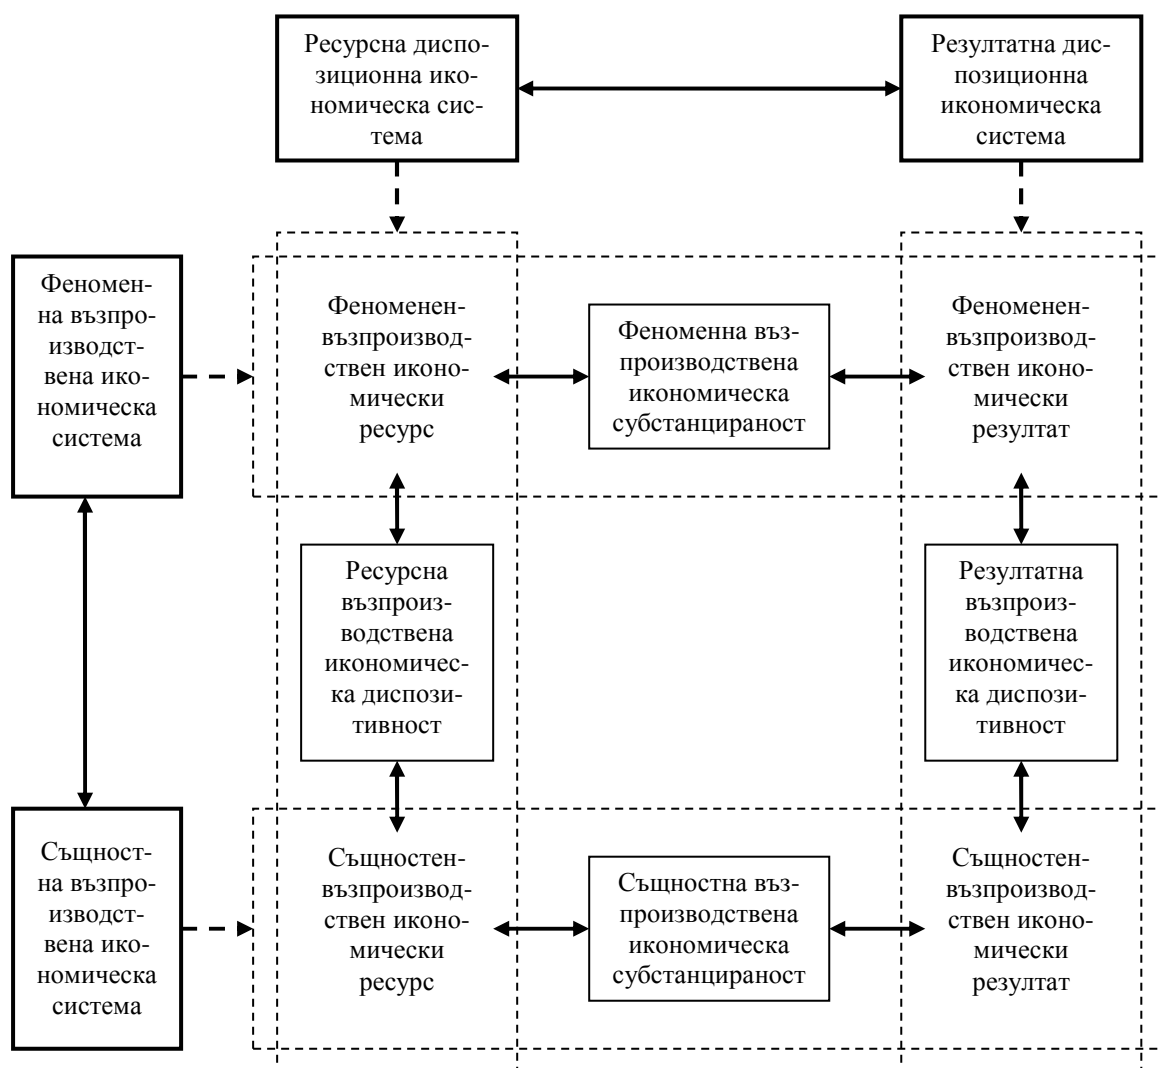 Ресурсна диспо-
зиционна ико-
номическа сис-
тема
Резултатна дис-
позиционна
икономическа
система
Феномен-
на възпро-
изводст-
вена ико-
номическа
система
Феноменен-
възпроизвод-
ствен иконо-
мически
ресурс
Феноменна въз-
производствена
икономическа
субстанцираност
Феноменен-
възпроизвод-
ствен иконо-
мически
резултат
Ресурсна
възпроиз-
водствена
икономичес-
ка диспози-
тивност
Резултатна
възпроиз-
водствена
икономичес-
ка диспози-
тивност
Същност-
на възпро-
изводст-
вена ико-
номическа
система
Същностен-
възпроизвод-
ствен иконо-
мически
ресурс
Същностна въз-
производствена
икономическа
субстанцираност
Същностен-
възпроизвод-
ствен иконо-
мически
резултат